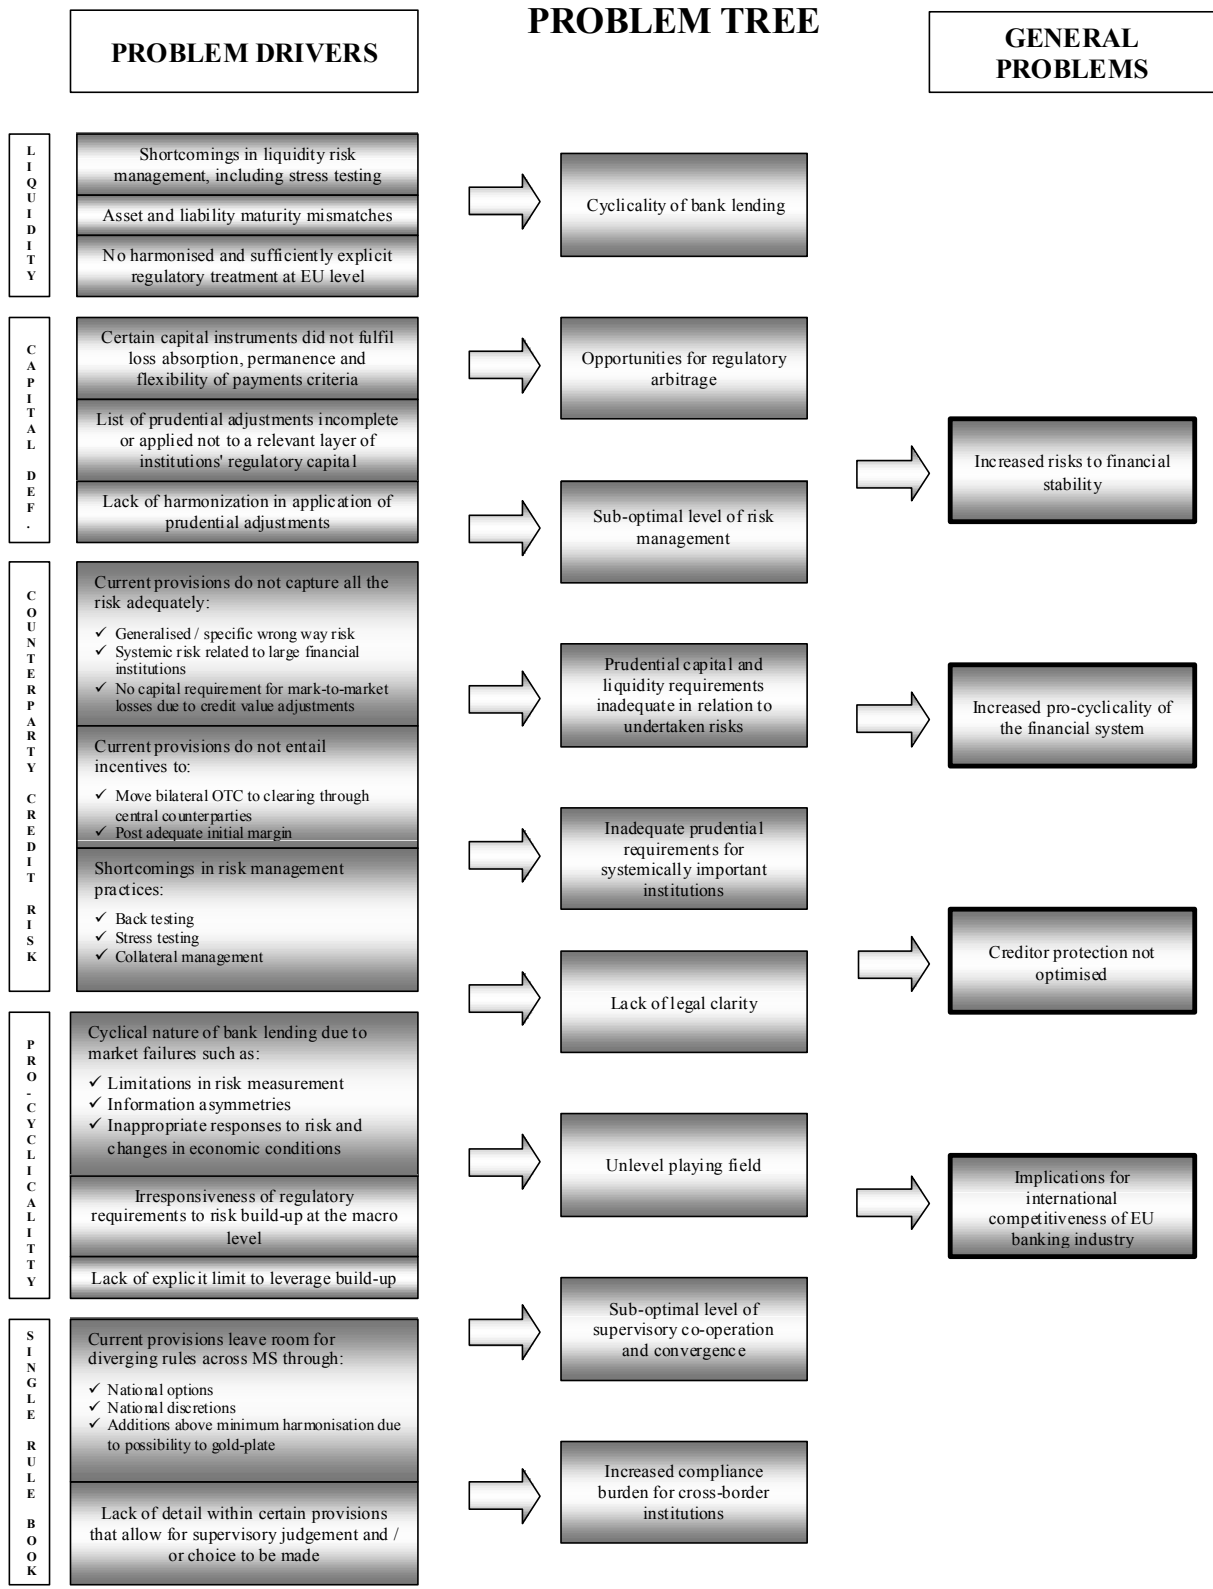 PROBLEM TREE
PROBLEM DRIVERS
GENERAL
PROBLEMS
LIQUIDITY
Shortcomings in liquidity risk
management, including stress testing
Asset and liability maturity mismatches
No harmonised and sufficiently explicit
regulatory treatment at EU level
CAPITAL DEF.
Certain capital instruments did not fulfil
loss absorption, permanence and
flexibility of payments criteria
List of prudential adjustments incomplete
or applied not to a relevant layer of
institutions' regulatory capital
Lack of harmonization in application of
prudential adjustments
COUNTERPARTY CREDIT RISK
Current provisions do not capture all the
risk adequately:
✓ Generalised / specific wrong way risk
✓ Systemic risk related to large financial
institutions
✓ No capital requirement for mark-to-market
losses due to credit value adjustments
Current provisions do not entail
incentives to:
✓ Move bilateral OTC to clearing through
central counterparties
✓ Post adequate initial margin
Shortcomings in risk management
practices:
✓ Back testing
✓ Stress testing
✓ Collateral management
PRO-CYCLICALITTY
Cyclical nature of bank lending due to
market failures such as:
✓ Limitations in risk measurement
✓ Information asymmetries
✓ Inappropriate responses to risk and
changes in economic conditions
Irresponsiveness of regulatory
requirements to risk build-up at the macro
level
Lack of explicit limit to leverage build-up
SINGLE RULE BOOK
Current provisions leave room for
diverging rules across MS through:
✓ National options
✓ National discretions
✓ Additions above minimum harmonisation due
to possibility to gold-plate
Lack of detail within certain provisions
that allow for supervisory judgement and /
or choice to be made
Cyclicality of bank lending
Opportunities for regulatory
arbitrage
Sub-optimal level of risk
management
Prudential capital and
liquidity requirements
inadequate in relation to
undertaken risks
Inadequate prudential
requirements for
systemically important
institutions
Lack of legal clarity
Unlevel playing field
Sub-optimal level of
supervisory co-operation
and convergence
Increased compliance
burden for cross-border
institutions
Increased risks to financial
stability
Increased pro-cyclicality of
the financial system
Creditor protection not
optimised
Implications for
international
competitiveness of EU
banking industry